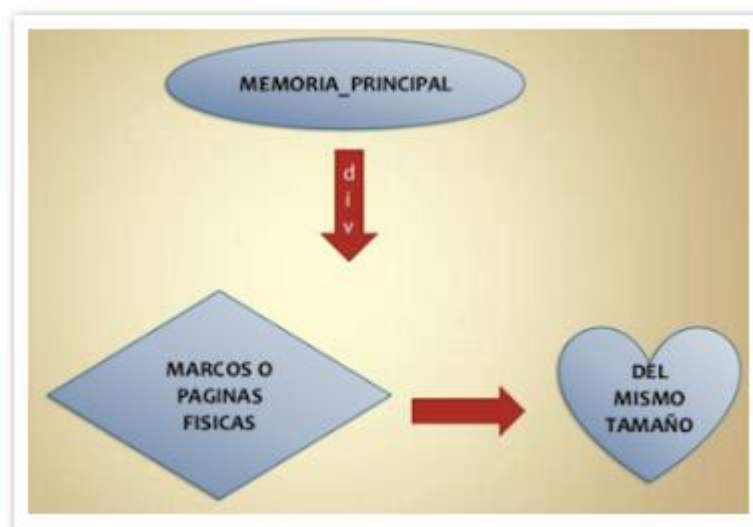 MEMORIA_PRINCIPAL
d
i
v
MARCOS O
PAGINAS
FISICAS
DEL
MISMO
TAMAÑO